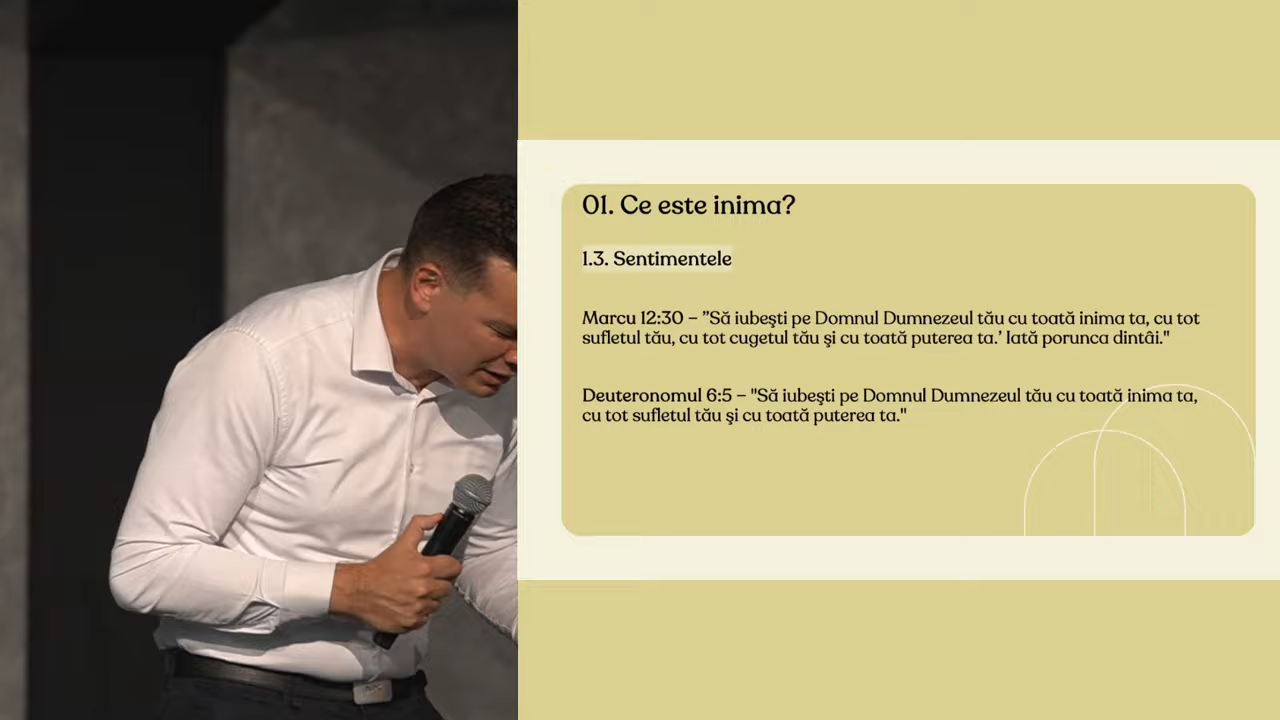 01. Ce este inima?
1.3. Sentimentele
Marcu 12:30 – ”Să iubeşti pe Domnul Dumnezeul tău cu toată inima ta, cu tot
sufletul tău, cu tot cugetul tău şi cu toată puterea ta.’ Iată porunca dintâi."
Deuteronomul 6:5 – "Să iubeşti pe Domnul Dumnezeul tău cu toată inima ta,
cu tot sufletul tău şi cu toată puterea ta."